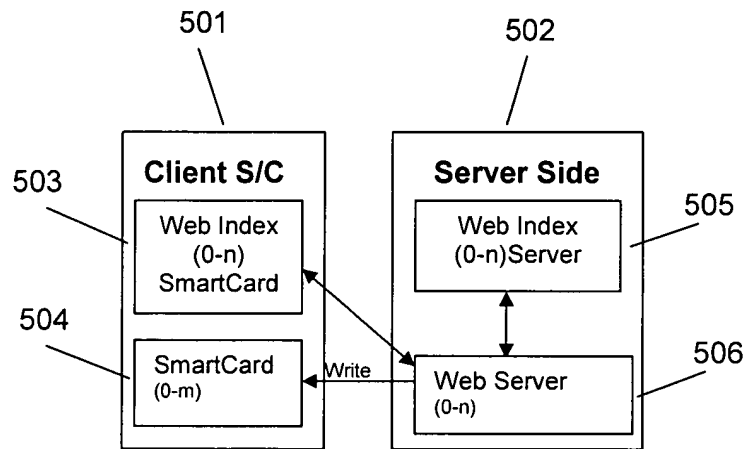 501
502
Client S/C
Server Side
503
Web Index
(0-n)
SmartCard
Web Index
(0-n)Server
505
504
SmartCard
(0-m)
Write
Web Server
(0-n)
506